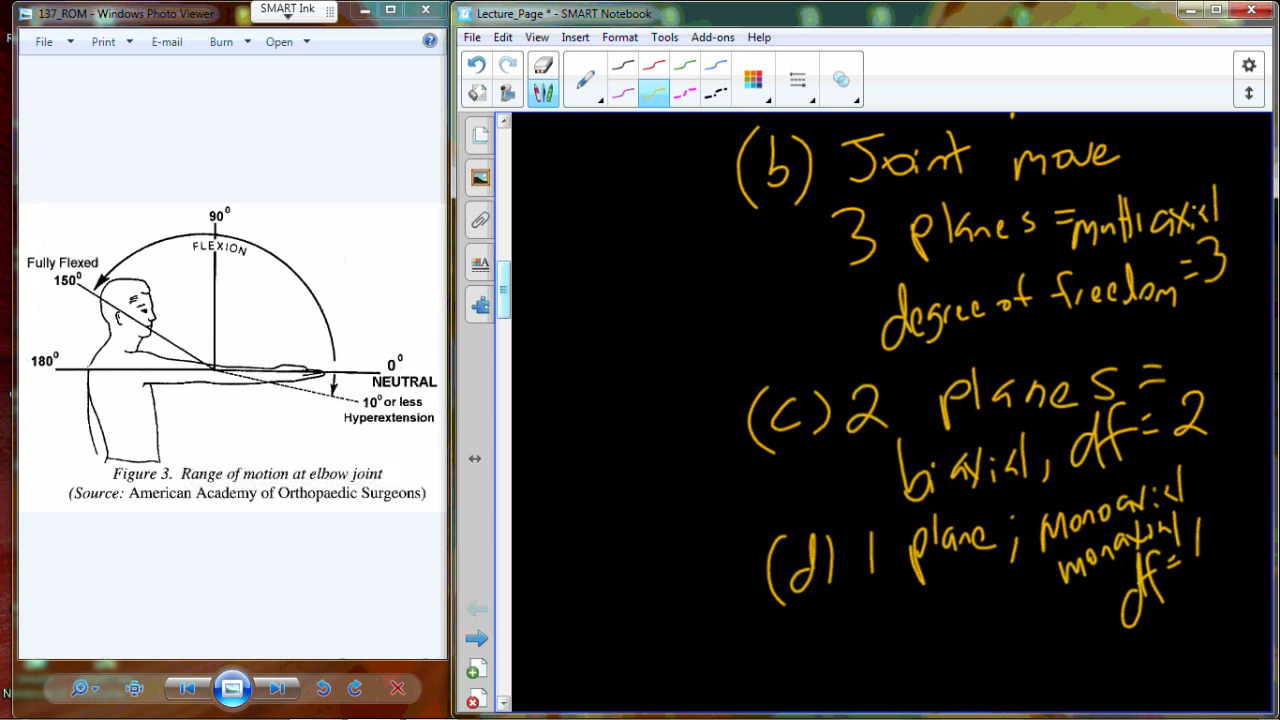 137_ROM - Windows Photo Viewer
SMART Ink
File Print E-mail Burn Open
90°
FLEXION
Fully Flexed
150°
180°
0°
NEUTRAL
10° or less
Hyperextension
Figure 3. Range of motion at elbow joint
(Source: American Academy of Orthopaedic Surgeons)
Lecture_Page * - SMART Notebook
File Edit View Insert Format Tools Add-ons Help
(b) Joint move
3 planes = multiaxial
degree of freedom = 3
(c) 2 planes =
biaxial, df = 2
(d) 1 plane; monoaxial
monaxial
df = 1